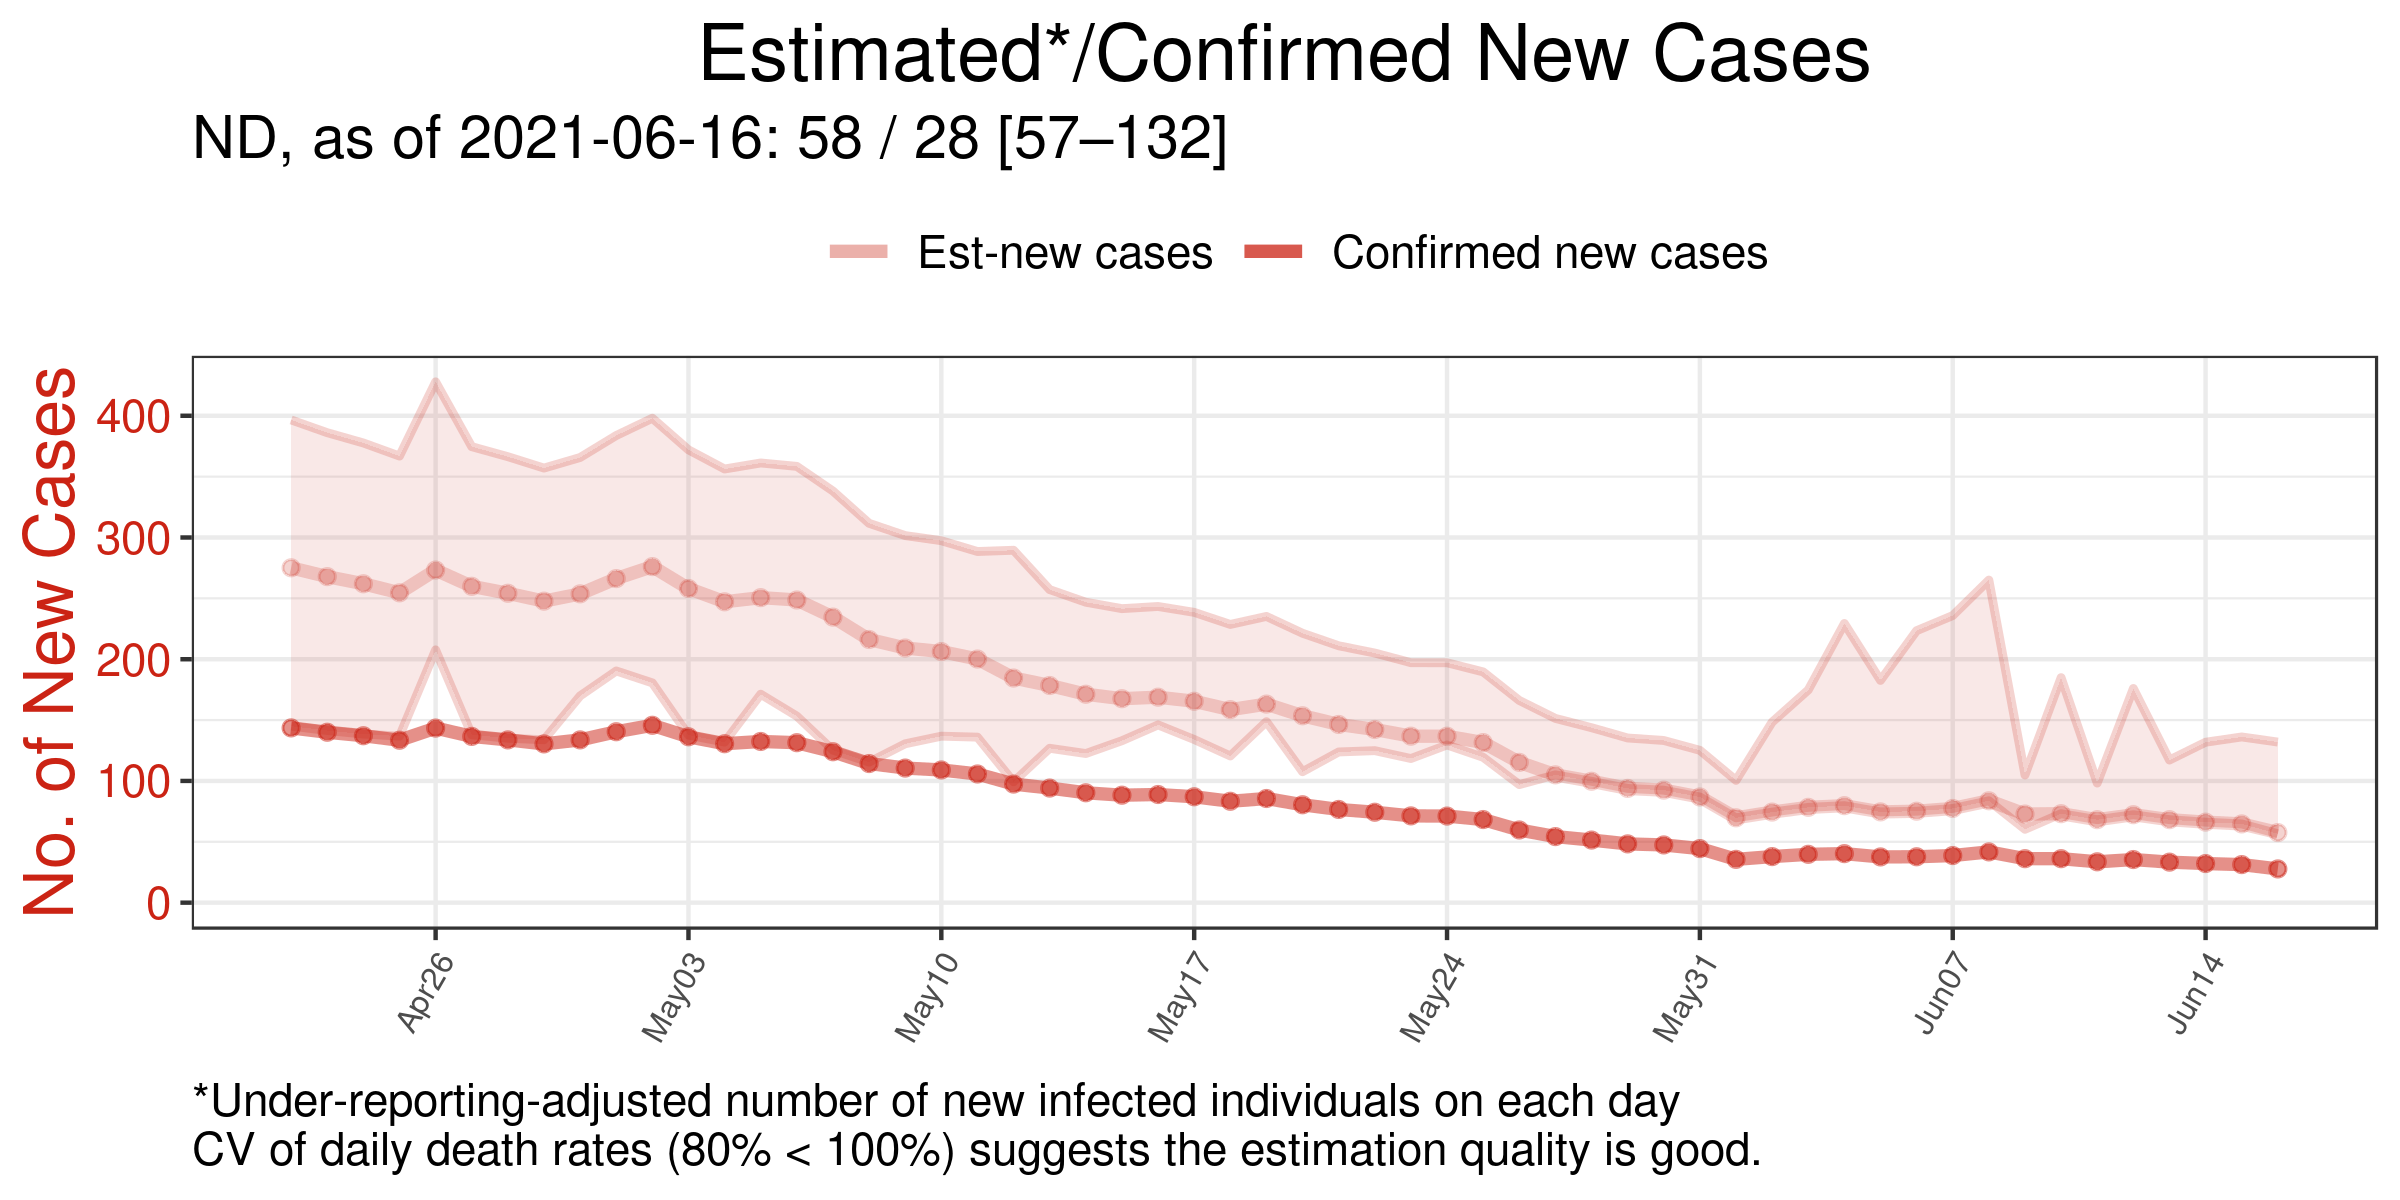 Estimated*/Confirmed New Cases
ND, as of 2021-06-16: 58 / 28 [57–132]
Est-new cases Confirmed new cases
No. of New Cases
400
300
200
100
0
Apr26 May03 May10 May17 May24 May31 Jun07 Jun14
*Under-reporting-adjusted number of new infected individuals on each day
CV of daily death rates (80% < 100%) suggests the estimation quality is good.